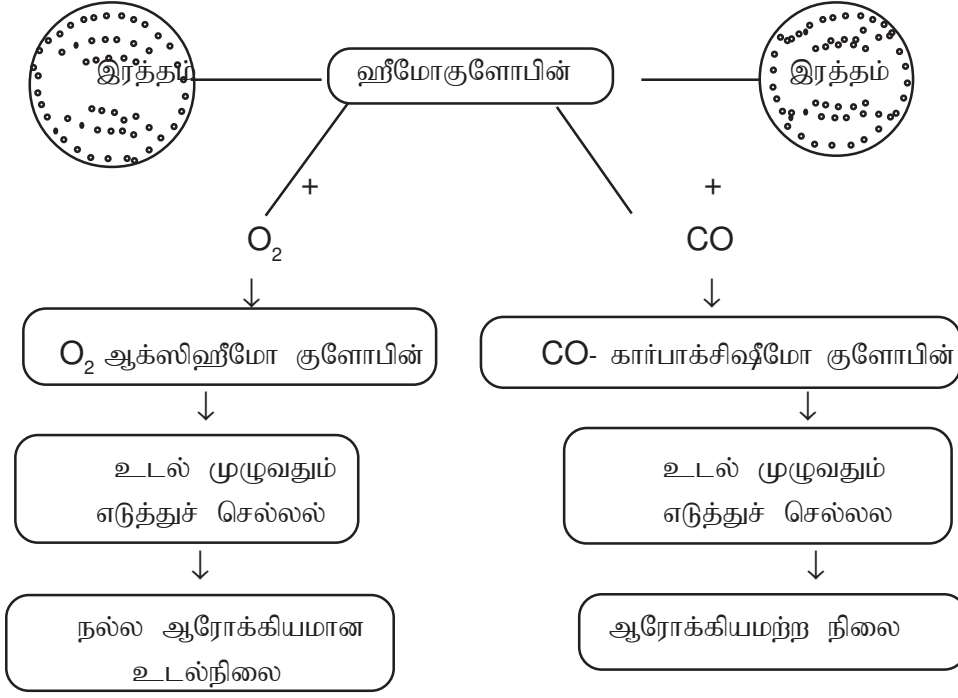 இரத்தம்
ஹீமோகுளோபின்
இரத்தம்
+
+
O₂
CO
O₂ ஆக்ஸிஹீமோ குளோபின்
CO- கார்பாக்சிஷீமோ குளோபின்
உடல் முழுவதும்
எடுத்துச் செல்லல்
உடல் முழுவதும்
எடுத்துச் செல்லல
நல்ல ஆரோக்கியமான
உடல்நிலை
ஆரோக்கியமற்ற நிலை